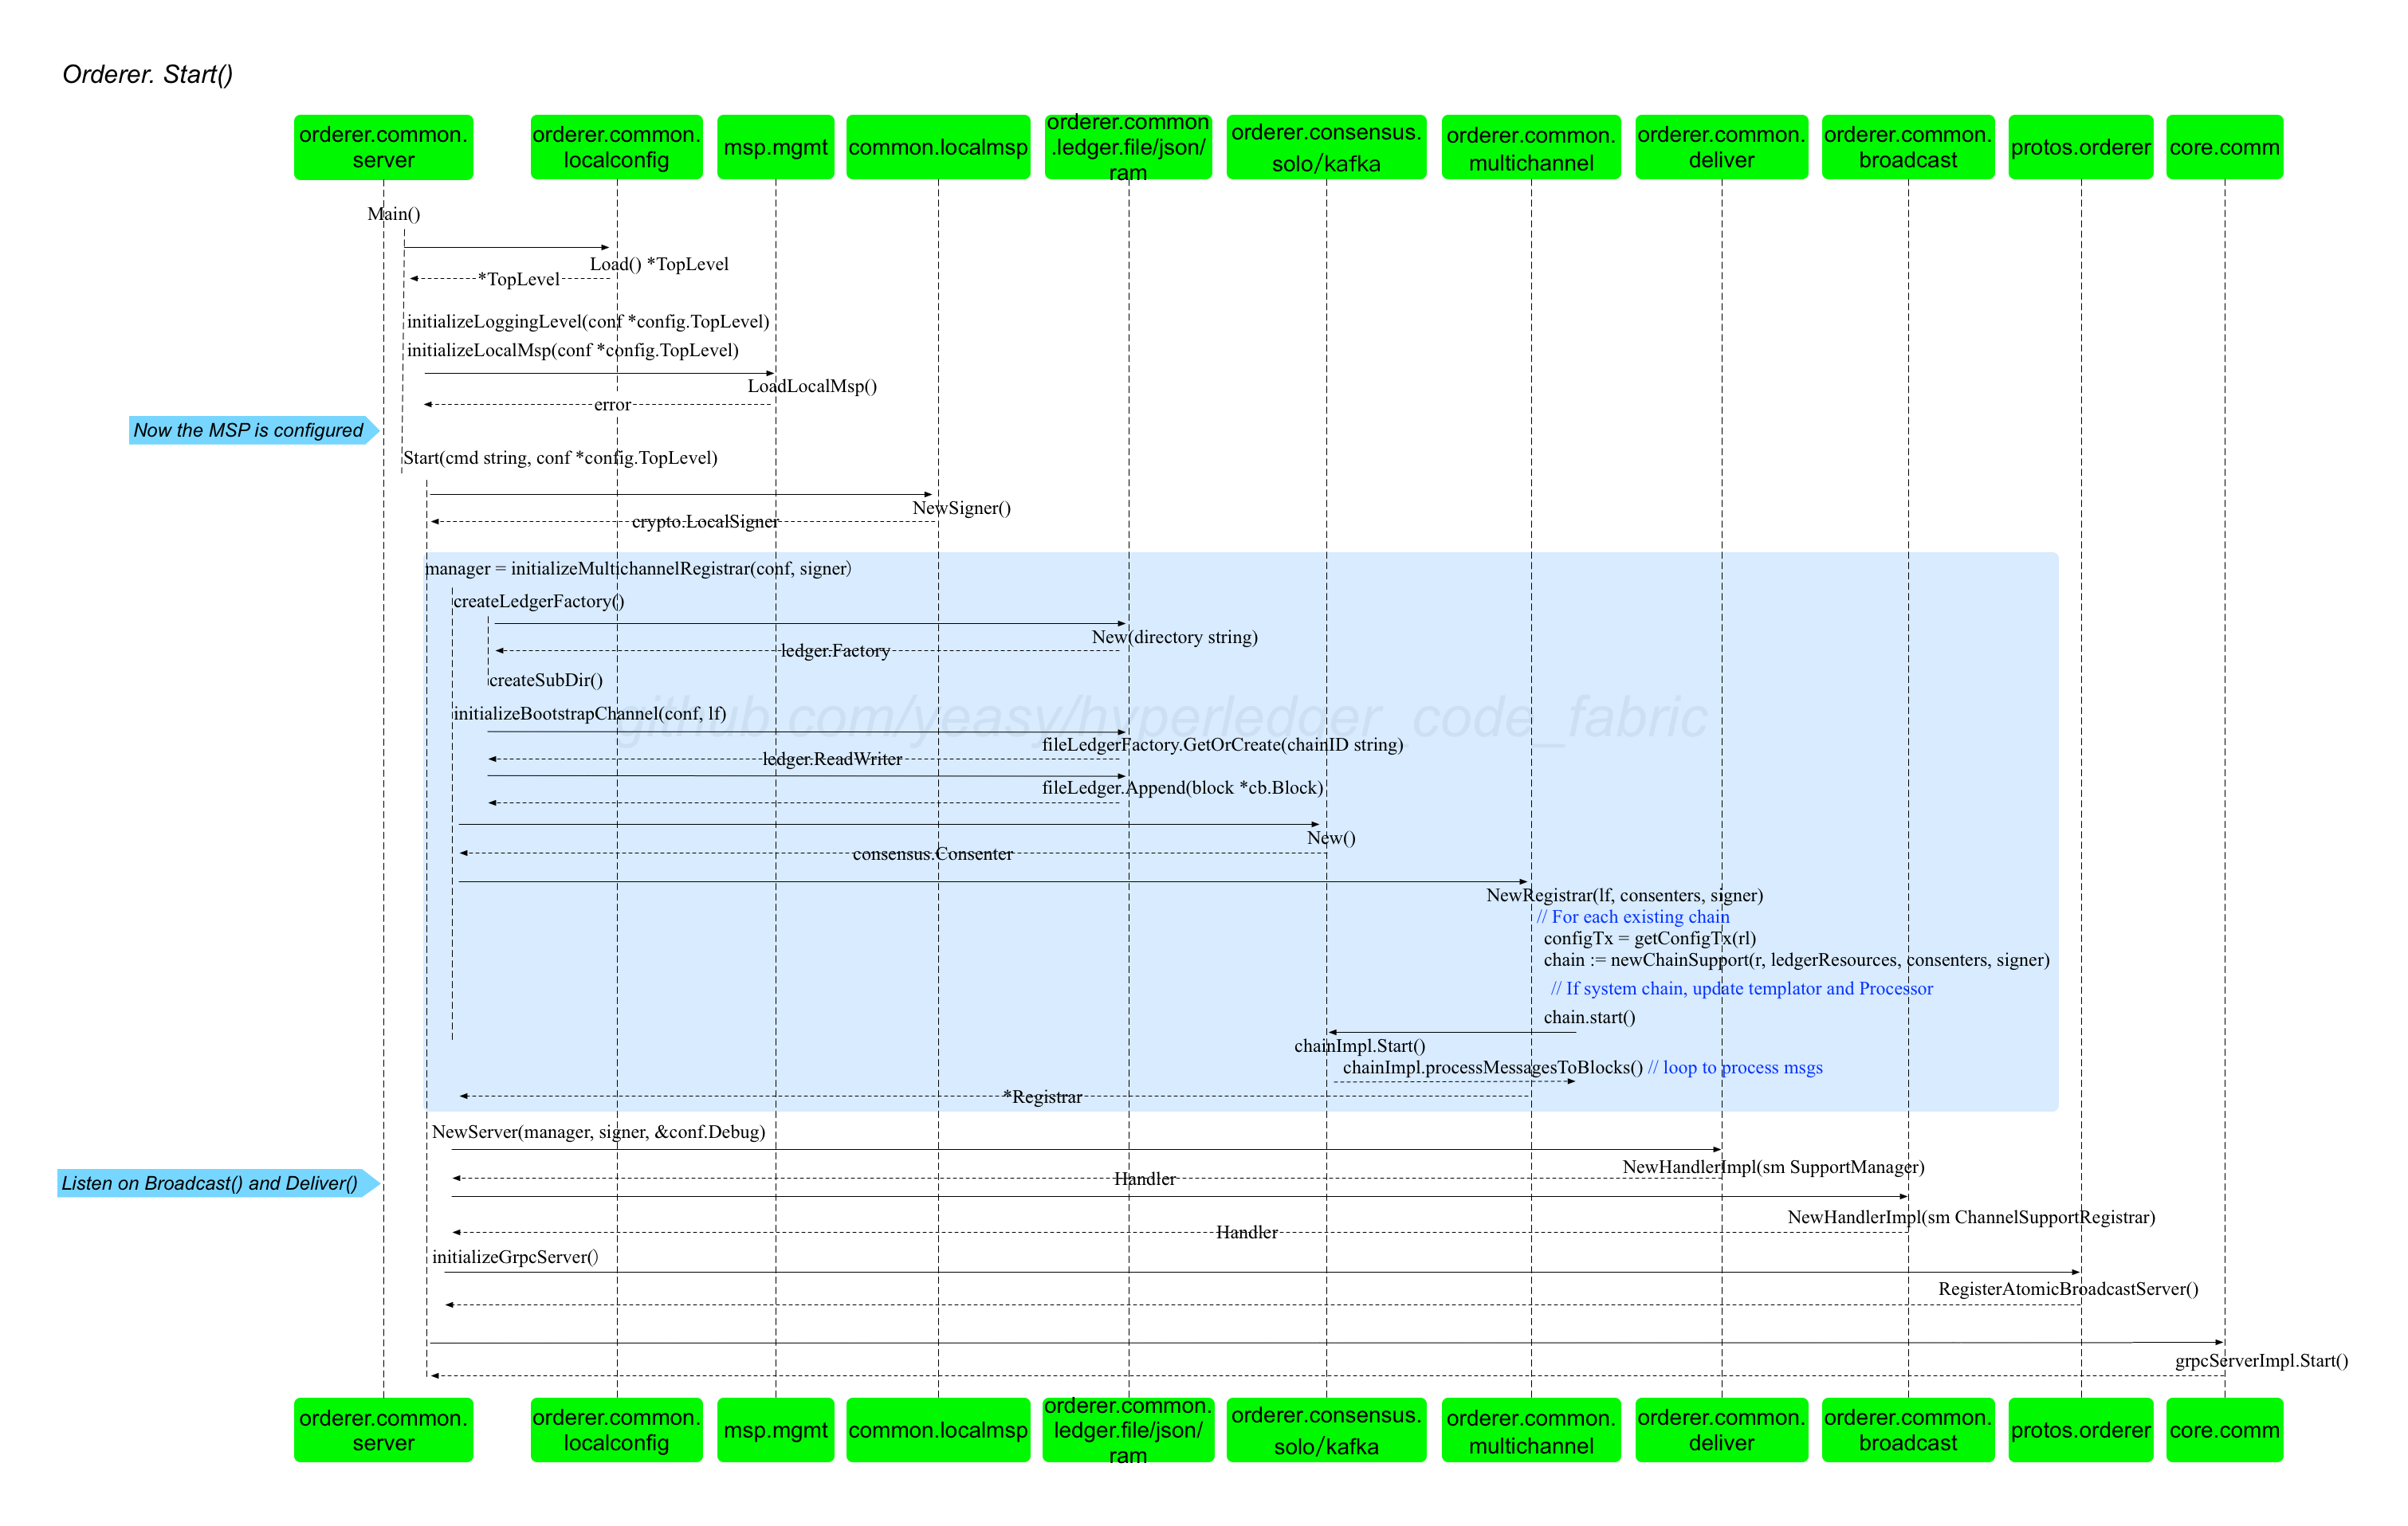 Orderer. Start()
orderer.common.
server
orderer.common.
localconfig
msp.mgmt
common.localmsp
orderer.common
.ledger.file/json/
ram
orderer.consensus.
solo/kafka
orderer.common.
multichannel
orderer.common.
deliver
orderer.common.
broadcast
protos.orderer
core.comm
Main()
Load() *TopLevel
*TopLevel
initializeLoggingLevel(conf *config.TopLevel)
initializeLocalMsp(conf *config.TopLevel)
LoadLocalMsp()
error
Now the MSP is configured
Start(cmd string, conf *config.TopLevel)
NewSigner()
crypto.LocalSigner
manager = initializeMultichannelRegistrar(conf, signer)
createLedgerFactory()
New(directory string)
ledger.Factory
createSubDir()
github.com/yeasy/hyperledger_code_fabric
initializeBootstrapChannel(conf, lf)
fileLedgerFactory.GetOrCreate(chainID string)
ledger.ReadWriter
fileLedger.Append(block *cb.Block)
New()
consensus.Consenter
NewRegistrar(lf, consenters, signer)
// For each existing chain
configTx = getConfigTx(rl)
chain := newChainSupport(r, ledgerResources, consenters, signer)
// If system chain, update templator and Processor
chain.start()
chainImpl.Start()
chainImpl.processMessagesToBlocks() // loop to process msgs
*Registrar
NewServer(manager, signer, &conf.Debug)
NewHandlerImpl(sm SupportManager)
Handler
Listen on Broadcast() and Deliver()
NewHandlerImpl(sm ChannelSupportRegistrar)
Handler
initializeGrpcServer()
RegisterAtomicBroadcastServer()
grpcServerImpl.Start()
orderer.common.
server
orderer.common.
localconfig
msp.mgmt
common.localmsp
orderer.common.
ledger.file/json/
ram
orderer.consensus.
solo/kafka
orderer.common.
multichannel
orderer.common.
deliver
orderer.common.
broadcast
protos.orderer
core.comm